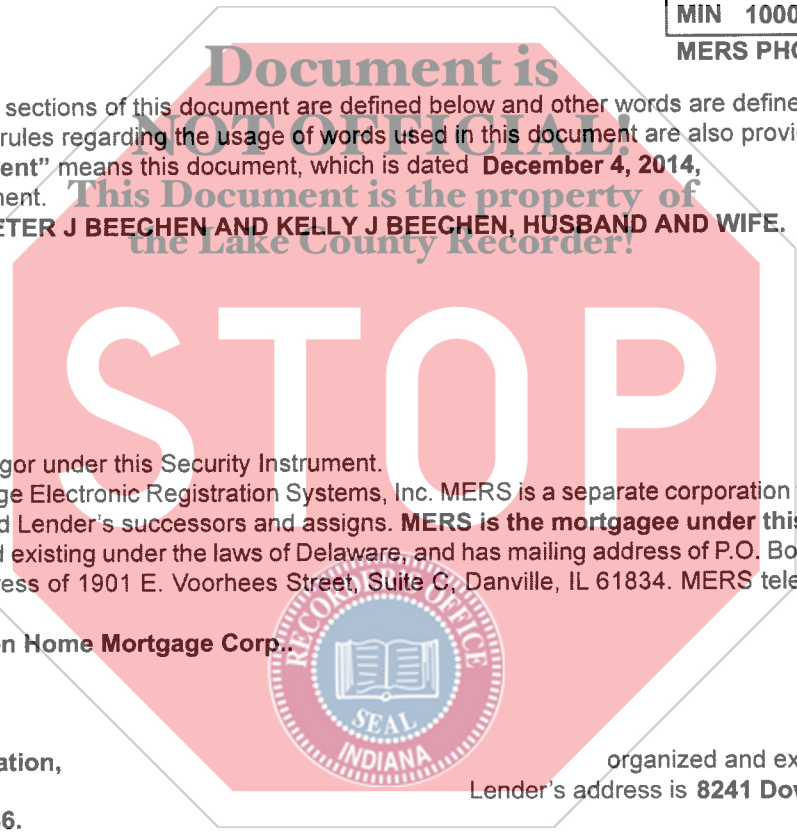 MIN 1000
MERS PHO
Document is
sections of this document are defined below and other words are define
NOT OFFICIAL!
rules regarding the usage of words used in this document are also provi
ent” means this document, which is dated December 4, 2014,
This Document is the property of
nent.
ETER J BEECHEN AND KELLY J BEECHEN, HUSBAND AND WIFE.
the Lake County Recorder!
STOP
gor under this Security Instrument.
ge Electronic Registration Systems, Inc. MERS is a separate corporation
d Lender's successors and assigns. MERS is the mortgagee under this
d existing under the laws of Delaware, and has mailing address of P.O. Bo
ress of 1901 E. Voorhees Street, Suite C, Danville, IL 61834. MERS tele
n Home Mortgage Corp..
RECORDER'S OFFICE
SEAL
INDIANA
ation,
organized and ex
Lender's address is 8241 Dow
6.